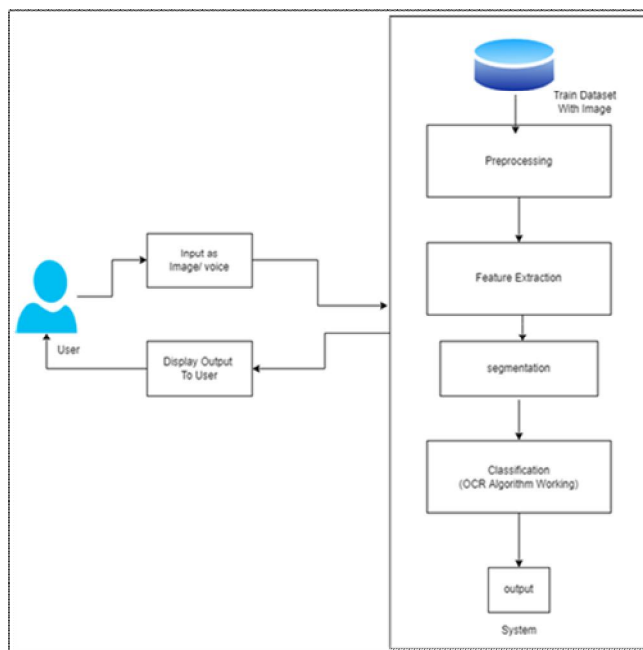 Train Dataset
With Image
Preprocessing
Input as
Image/ voice
Feature Extraction
User
Display Output
To User
segmentation
Classification
(OCR Algorithm Working)
output
System